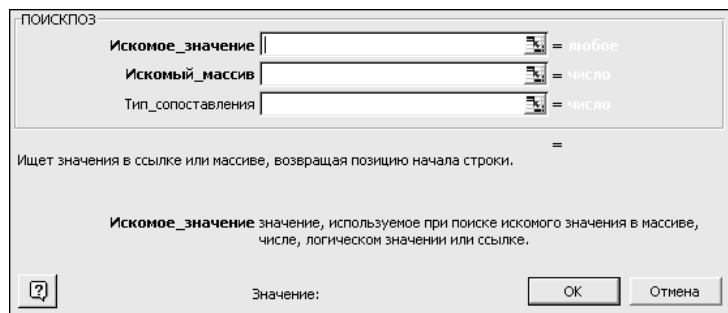 ПОИСКПОЗ
Искомое_значение = любое
Искомый_массив = число
Тип_сопоставления = число
=
Ищет значения в ссылке или массиве, возвращая позицию начала строки.
Искомое_значение значение, используемое при поиске искомого значения в массиве,
числе, логическом значении или ссылке.
Значение:
OK
Отмена